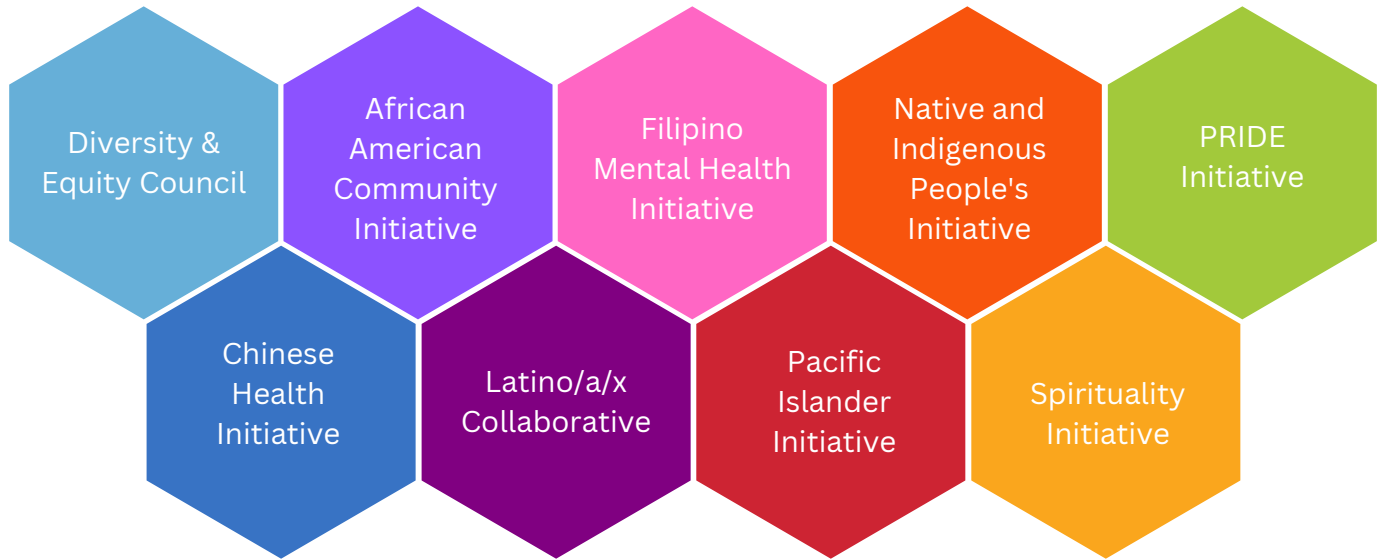 Diversity &
Equity Council
African
American
Community
Initiative
Filipino
Mental Health
Initiative
Native and
Indigenous
People's
Initiative
PRIDE
Initiative
Chinese
Health
Initiative
Latino/a/x
Collaborative
Pacific
Islander
Initiative
Spirituality
Initiative